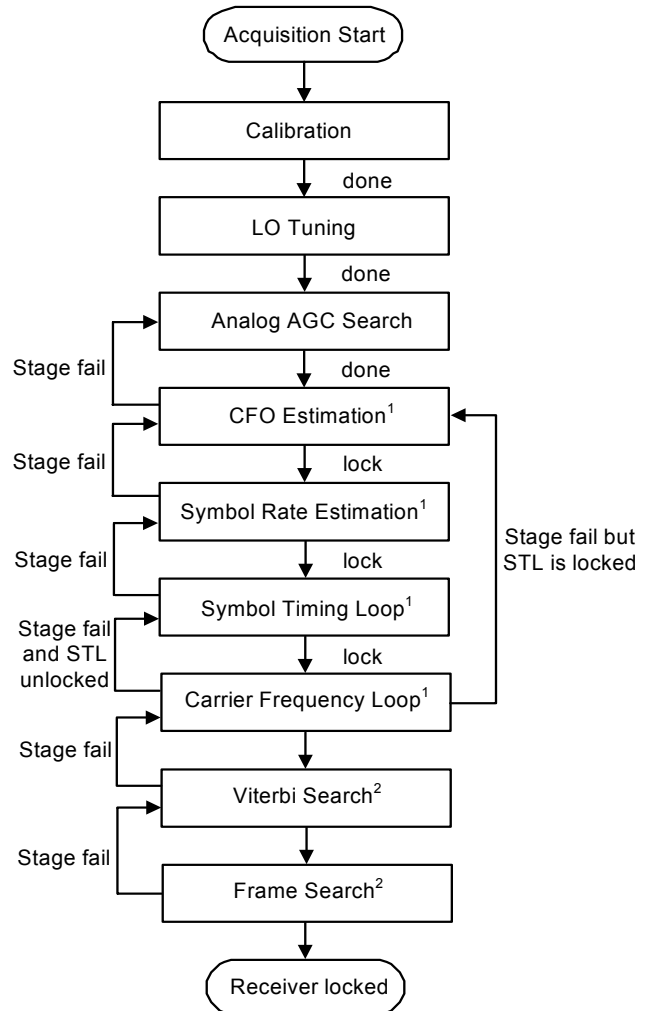 Acquisition Start
Calibration
done
LO Tuning
done
Analog AGC Search
Stage fail
done
CFO Estimation¹
Stage fail
lock
Symbol Rate Estimation¹
Stage fail but
STL is locked
Stage fail
lock
Symbol Timing Loop¹
Stage fail
and STL
unlocked
lock
Carrier Frequency Loop¹
Stage fail
Viterbi Search²
Stage fail
Frame Search²
Receiver locked